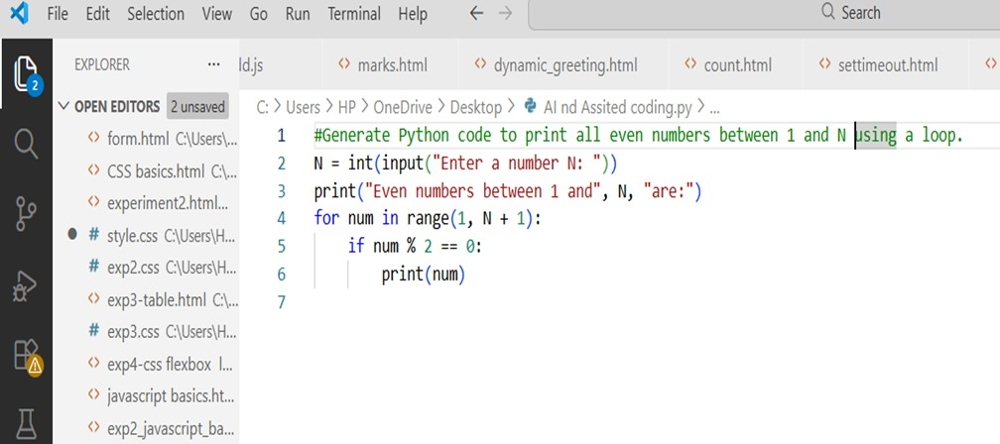 File Edit Selection View Go Run Terminal Help Search
EXPLORER
ld.js marks.html dynamic_greeting.html count.html settimeout.html
OPEN EDITORS 2 unsaved
C: > Users > HP > OneDrive > Desktop > AI nd Assited coding.py > ...
2
form.html C:\Users\...
CSS basics.html C:\...
experiment2.html...
style.css C:\Users\H...
exp2.css C:\Users\H...
exp3-table.html C:\...
exp3.css C:\Users\H...
exp4-css flexbox l...
javascript basics.ht...
exp2_javascript_ba...
1 #Generate Python code to print all even numbers between 1 and N using a loop.
2 N = int(input("Enter a number N: "))
3 print("Even numbers between 1 and", N, "are:")
4 for num in range(1, N + 1):
5 if num % 2 == 0:
6 print(num)
7